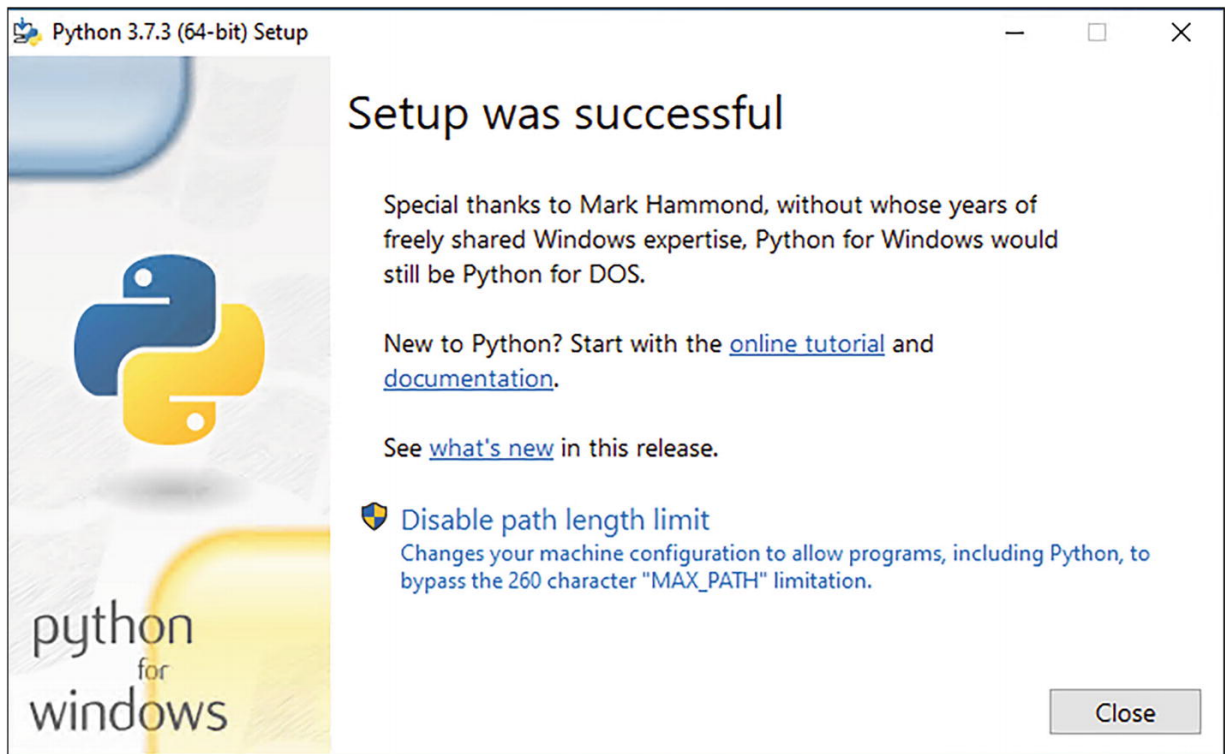 Python 3.7.3 (64-bit) Setup
Setup was successful
Special thanks to Mark Hammond, without whose years of
freely shared Windows expertise, Python for Windows would
still be Python for DOS.
New to Python? Start with the online tutorial and
documentation.
See what's new in this release.
Disable path length limit
Changes your machine configuration to allow programs, including Python, to
bypass the 260 character "MAX_PATH" limitation.
python
for
windows
Close